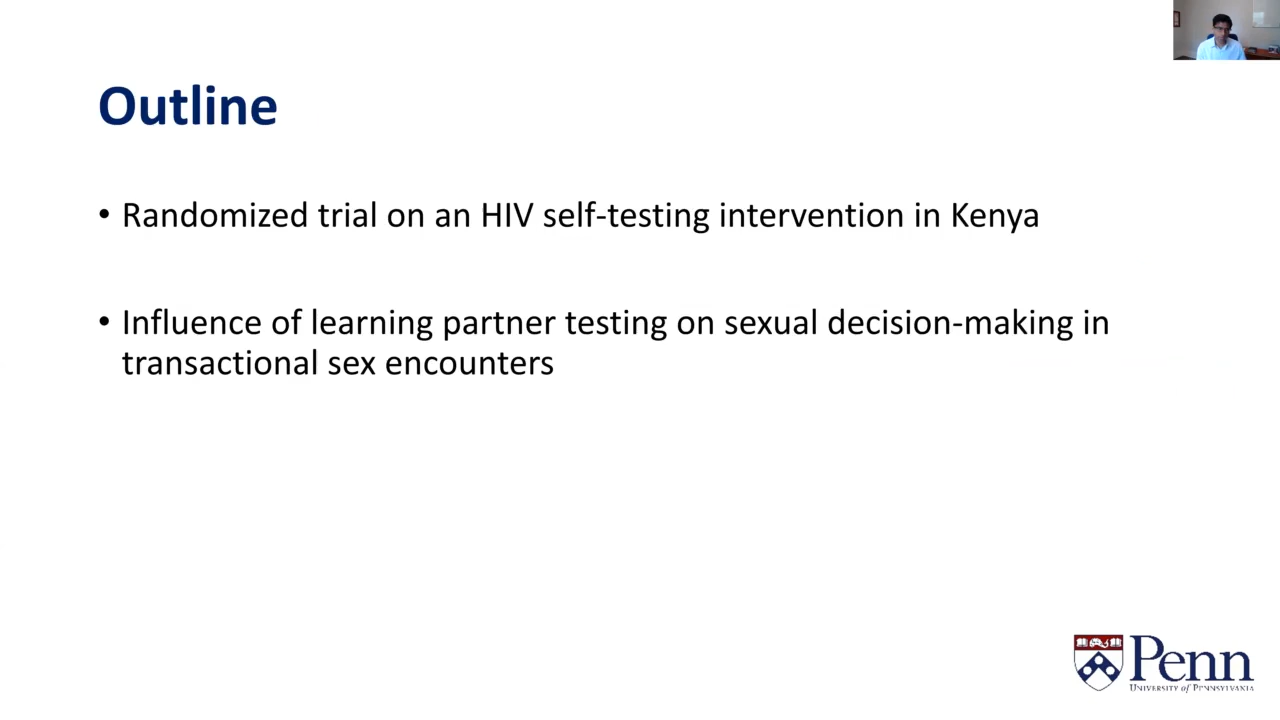 Outline
• Randomized trial on an HIV self-testing intervention in Kenya
• Influence of learning partner testing on sexual decision-making in
transactional sex encounters
Penn
UNIVERSITY of PENNSYLVANIA